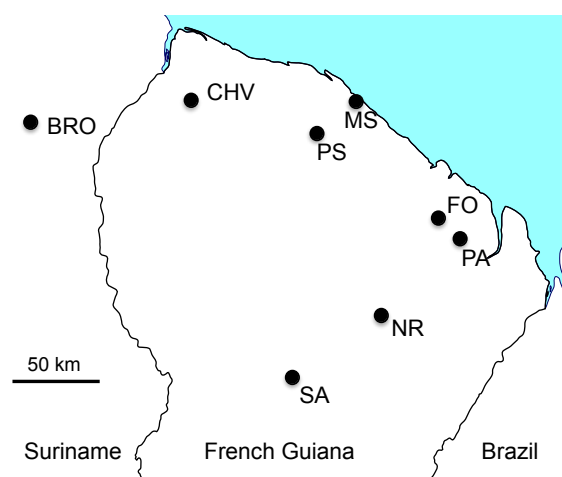 CHV
MS
BRO
PS
FO
PA
NR
50 km
SA
Suriname
French Guiana
Brazil